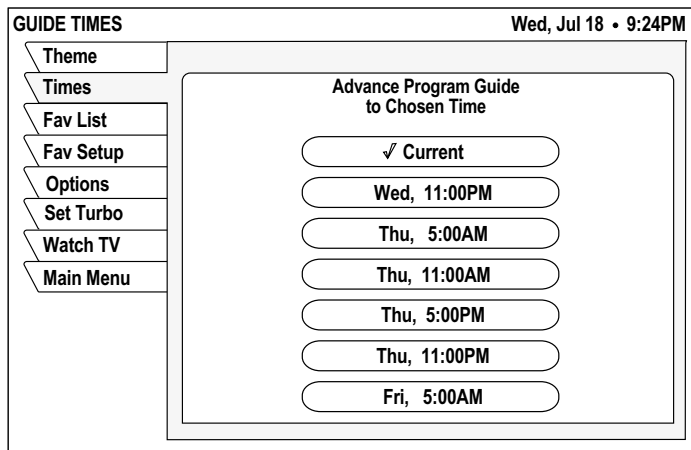 GUIDE TIMES
Wed, Jul 18 • 9:24PM
Theme
Times
Fav List
Fav Setup
Options
Set Turbo
Watch TV
Main Menu
Advance Program Guide
to Chosen Time
√ Current
Wed, 11:00PM
Thu, 5:00AM
Thu, 11:00AM
Thu, 5:00PM
Thu, 11:00PM
Fri, 5:00AM